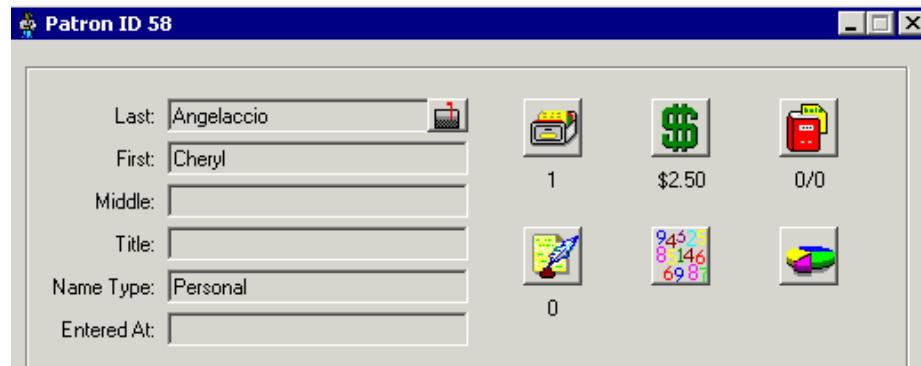 Patron ID 58
Last: Angelaccio
First: Cheryl
1 $2.50 0/0
Middle:
Title:
Name Type: Personal
0
Entered At: